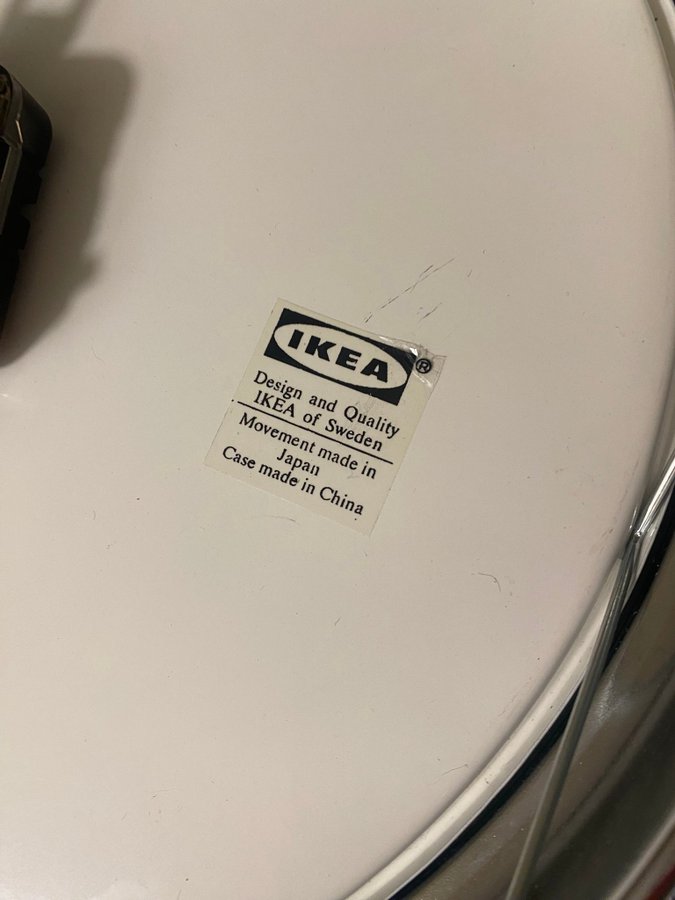 IKEA®
Design and Quality
IKEA of Sweden
Movement made in
Japan
Case made in China